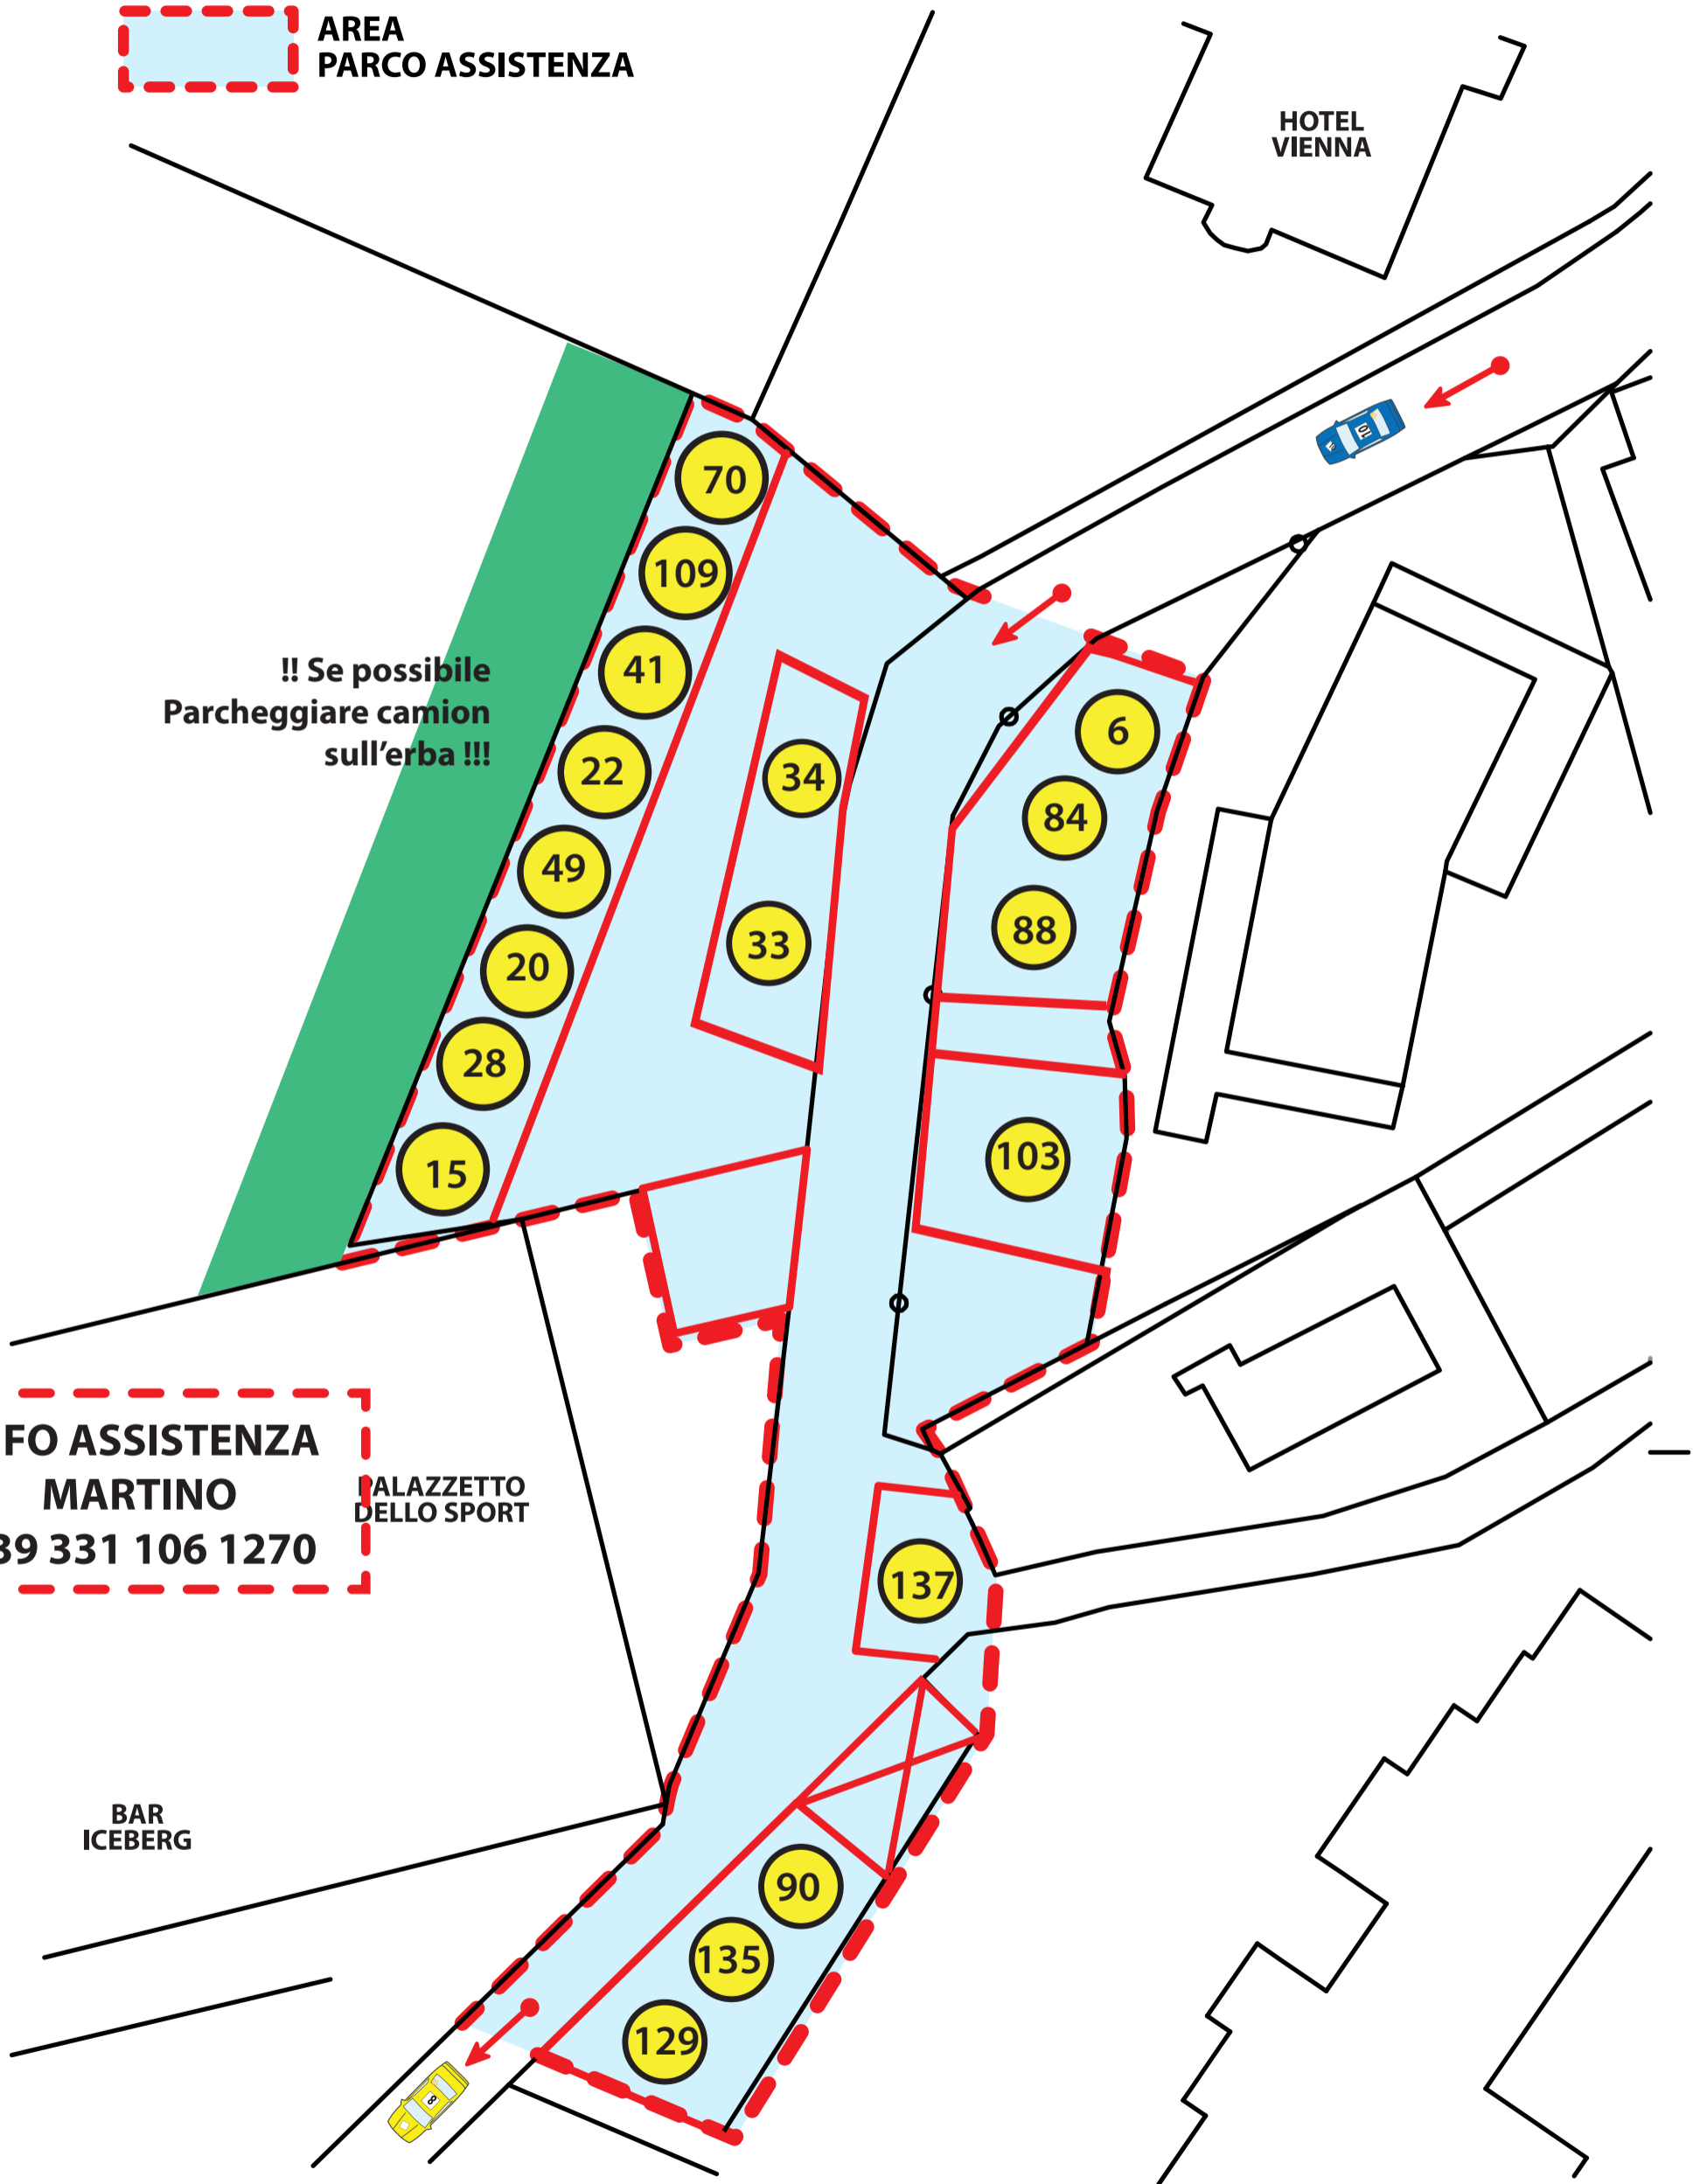 AREA
PARCO ASSISTENZA
HOTEL
VIENNA
70
109
41
!! Se possibile
Parcheggiare camion
sull'erba !!!
22
49
20
28
15
34
33
6
84
88
103
FO ASSISTENZA
MARTINO
39 331 106 1270
PALAZZETTO
DELLO SPORT
137
BAR
ICEBERG
90
135
129
8